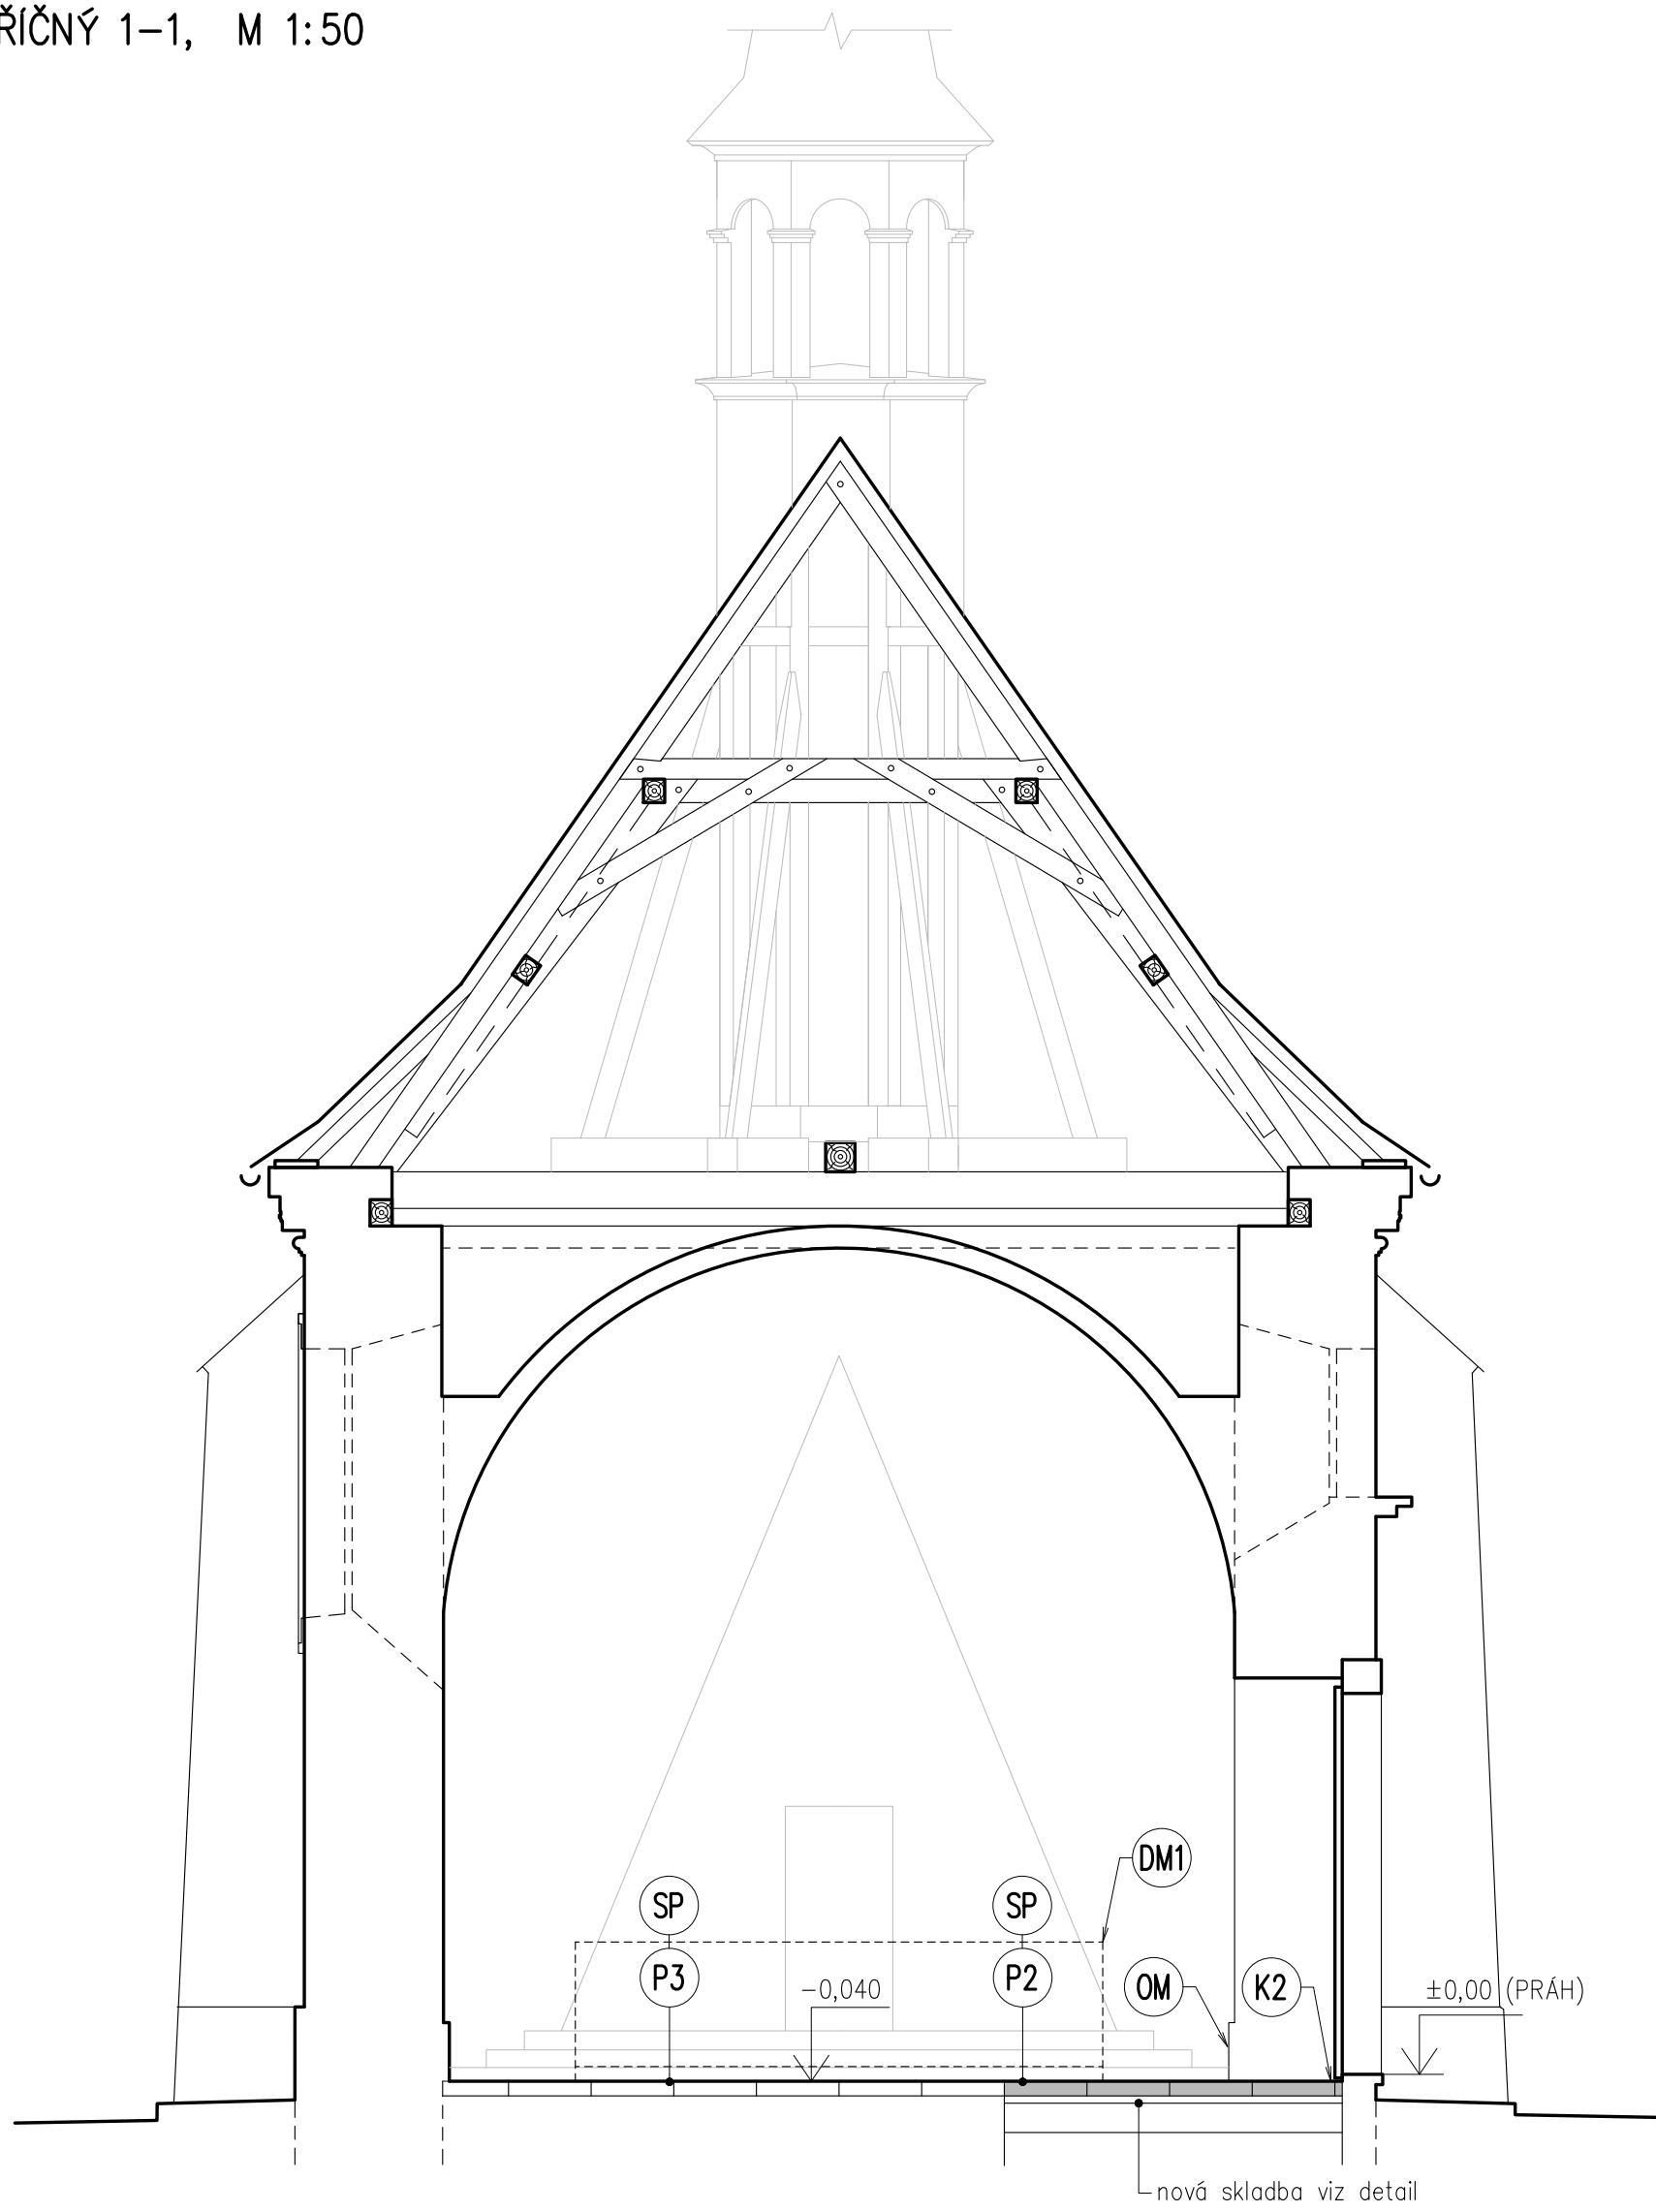 ŘÍČNÝ 1-1, M 1:50
DM1
SP
SP
P3
-0,040
P2
OM
K2
±0,00 (PRÁH)
nová skladba viz detail